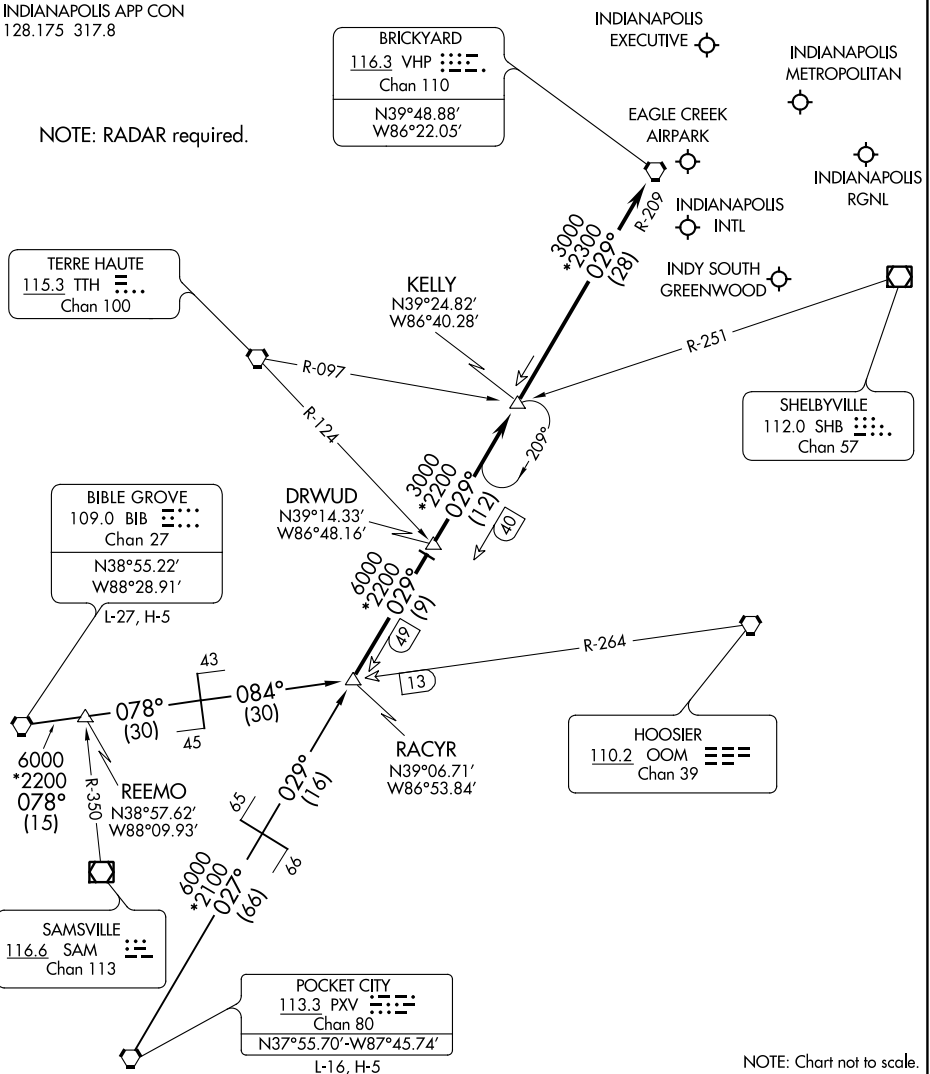 INDIANAPOLIS APP CON
128.175 317.8
NOTE: RADAR required.
BRICKYARD
116.3 VHP
Chan 110
N39°48.88’
W86°22.05’
INDIANAPOLIS
EXECUTIVE
INDIANAPOLIS
METROPOLITAN
EAGLE CREEK
AIRPARK
INDIANAPOLIS
RGNL
INDIANAPOLIS
INTL
INDY SOUTH
GREENWOOD
R-209
3000
*2300
029°
(28)
TERRE HAUTE
115.3 TTH
Chan 100
KELLY
N39°24.82’
W86°40.28’
R-097
R-251
R-124
SHELBYVILLE
112.0 SHB
Chan 57
209°
3000
*2200
029°
(12)
40
DRWUD
N39°14.33’
W86°48.16’
BIBLE GROVE
109.0 BIB
Chan 27
N38°55.22’
W88°28.91’
L-27, H-5
6000
*2200
029°
(9)
49
R-264
13
43
078°
(30)
084°
(30)
45
6000
*2200
078°
(15)
R-350
REEMO
N38°57.62’
W88°09.93’
RACYR
N39°06.71’
W86°53.84’
HOOSIER
110.2 OOM
Chan 39
029°
(16)
65
66
6000
*2100
027°
(66)
SAMSVILLE
116.6 SAM
Chan 113
POCKET CITY
113.3 PXV
Chan 80
N37°55.70’-W87°45.74’
L-16, H-5
NOTE: Chart not to scale.